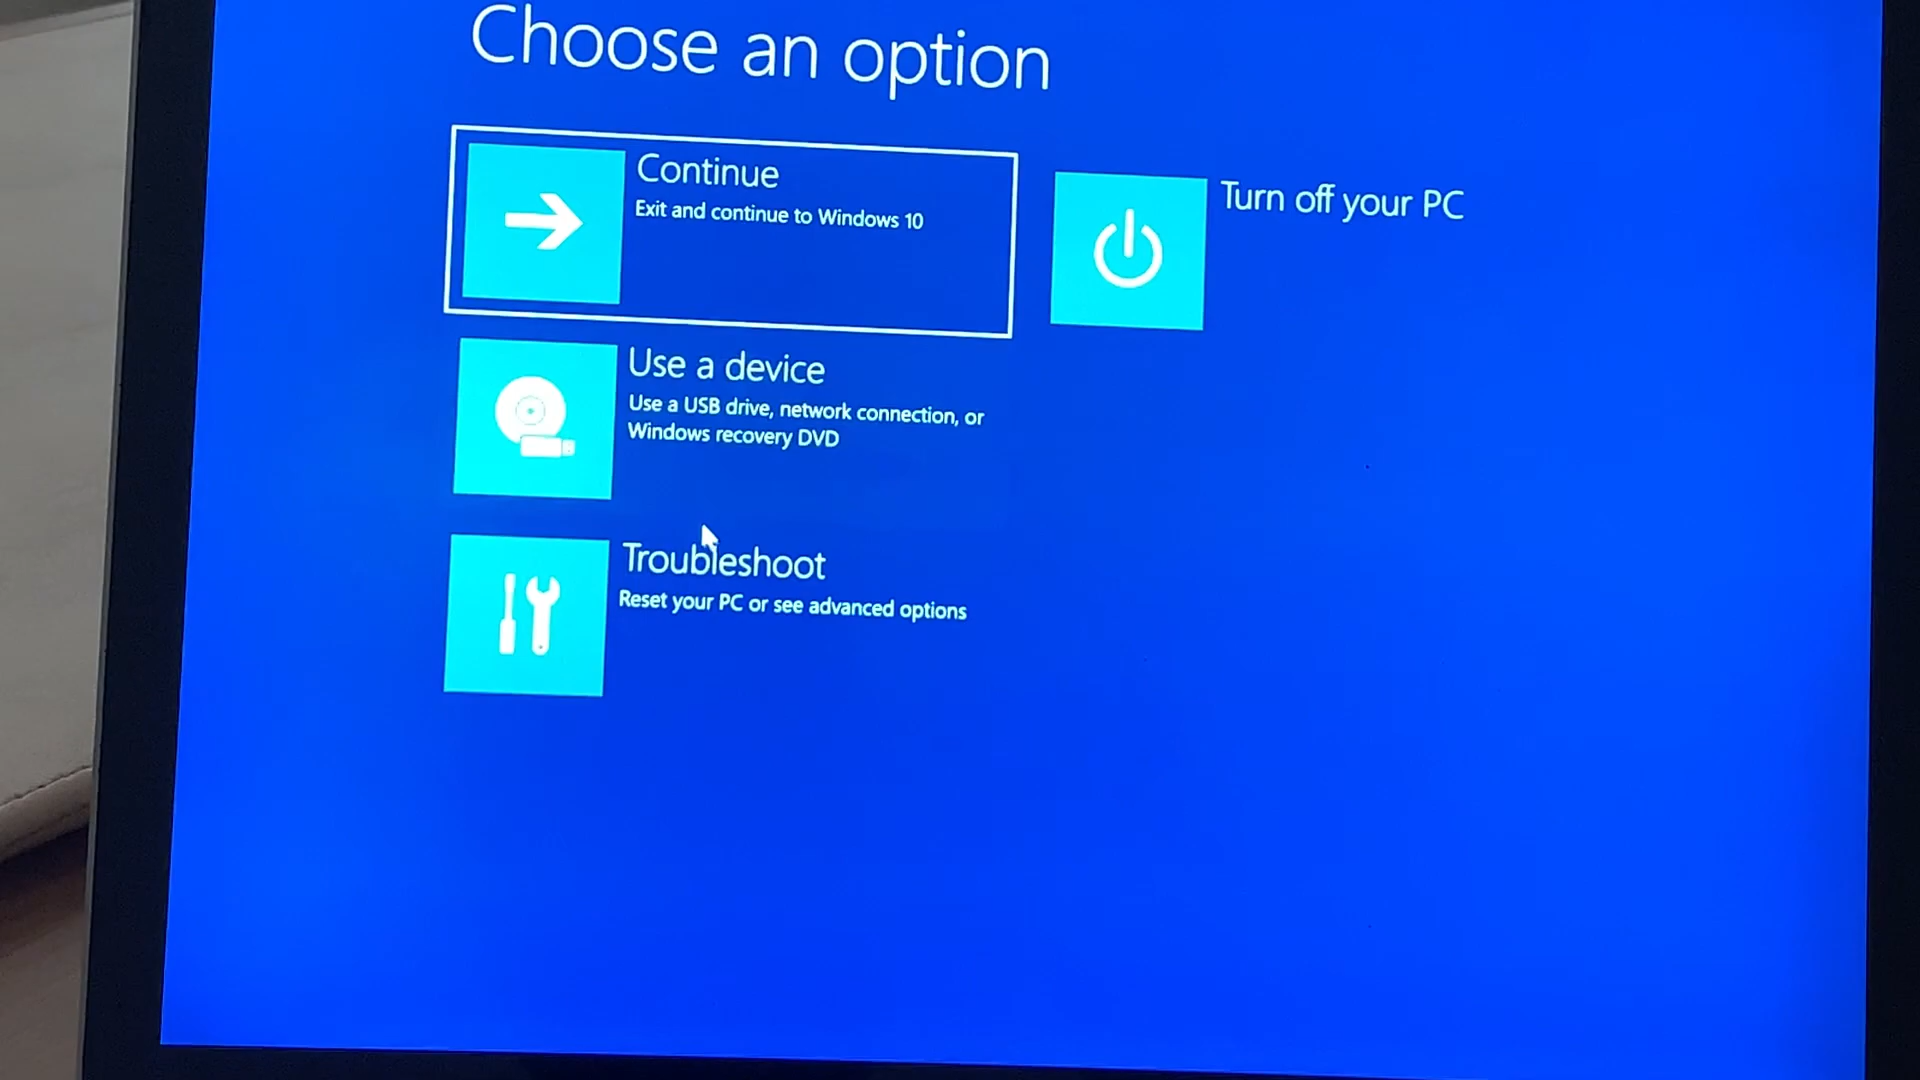 Choose an option
Continue
Exit and continue to Windows 10
Turn off your PC
Use a device
Use a USB drive, network connection, or
Windows recovery DVD
Troubleshoot
Reset your PC or see advanced options